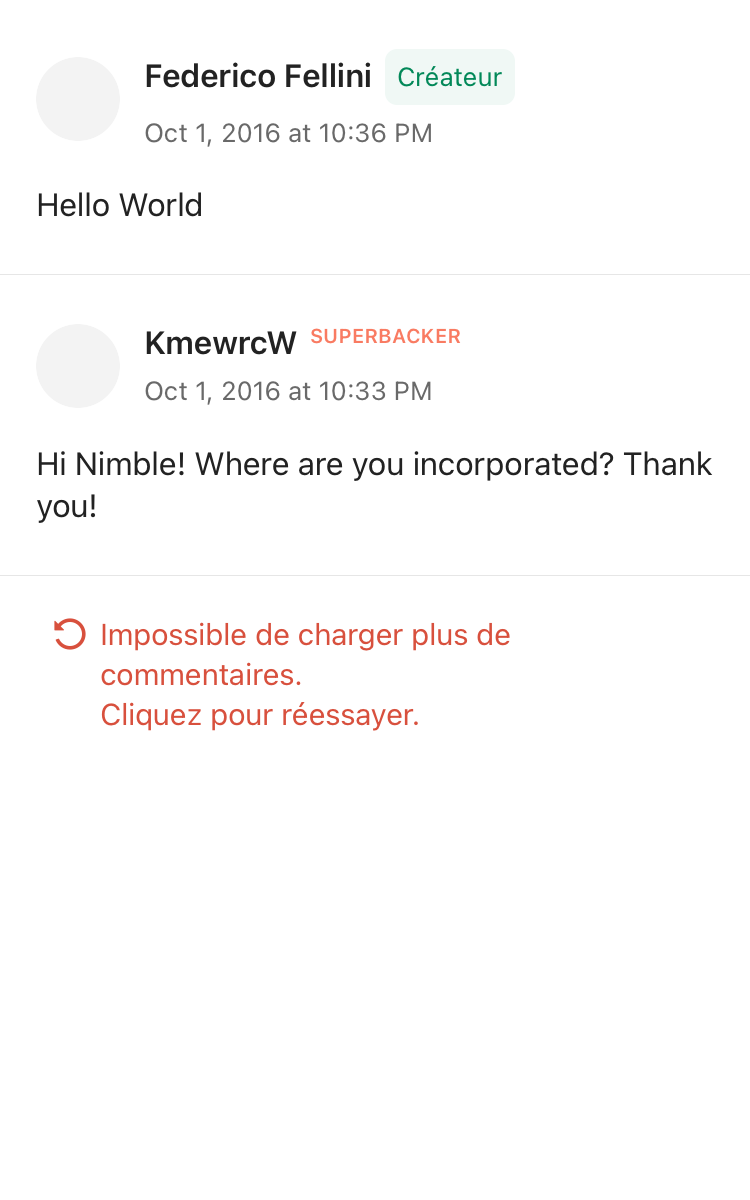 Federico Fellini Créateur
Oct 1, 2016 at 10:36 PM
Hello World
KmewrcW SUPERBACKER
Oct 1, 2016 at 10:33 PM
Hi Nimble! Where are you incorporated? Thank
you!
Impossible de charger plus de
commentaires.
Cliquez pour réessayer.